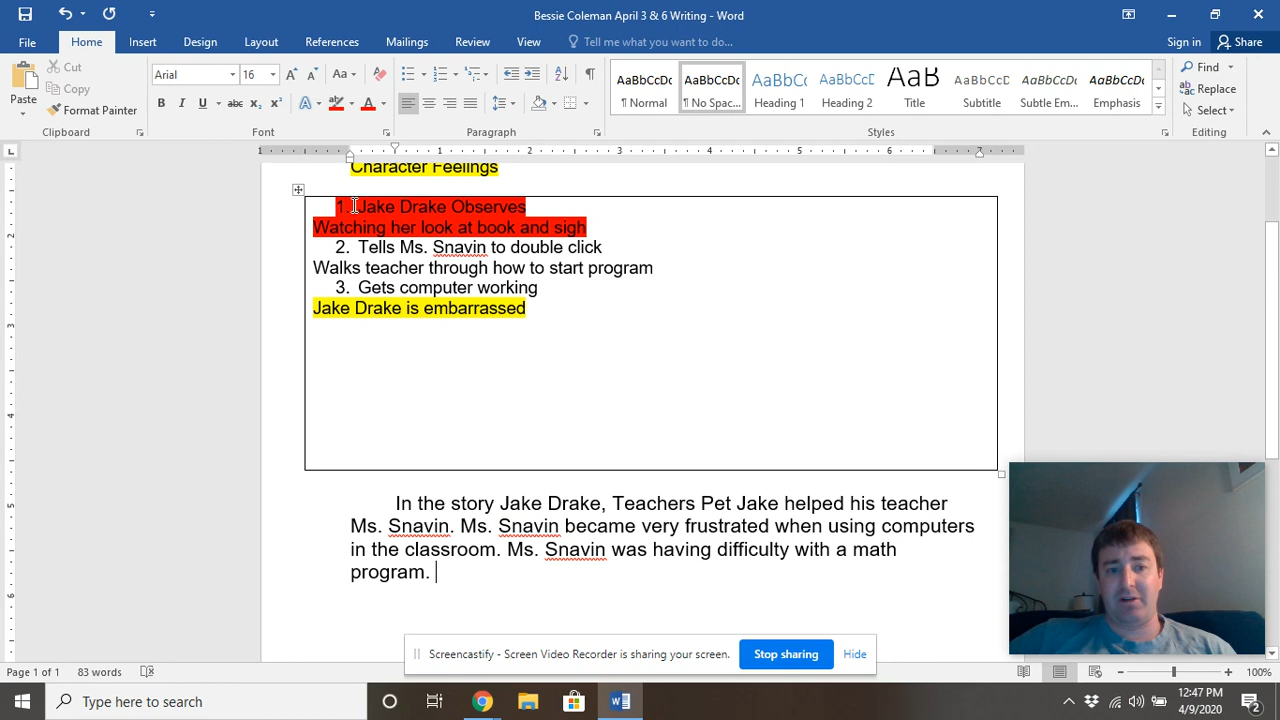 Bessie Coleman April 3 & 6 Writing - Word
File Home Insert Design Layout References Mailings Review View Tell me what you want to do... Sign in Share
Cut
Copy
Format Painter
Paste
Arial 16
Aa
B I U abc X₂ X²
AaBbCcDc AaBbCcDc AaBbCc AaBbCcD AaB AaBbCcD AaBbCcDc AaBbCcDc
¶ Normal ¶ No Spac... Heading Heading 2 Title Subtitle Subtle Em... Emphasis
Find
Replace
Select
Clipboard Font Paragraph Styles Editing
Character Feelings
1. Jake Drake Observes
Watching her look at book and sigh
2. Tells Ms. Snavin to double click
Walks teacher through how to start program
3. Gets computer working
Jake Drake is embarrassed
In the story Jake Drake, Teachers Pet Jake helped his teacher
Ms. Snavin. Ms. Snavin became very frustrated when using computers
in the classroom. Ms. Snavin was having difficulty with a math
program.
Screencastify - Screen Video Recorder is sharing your screen. Stop sharing Hide
Page 1 of 1 83 words 100%
Type here to search
12:47 PM
4/9/2020
2